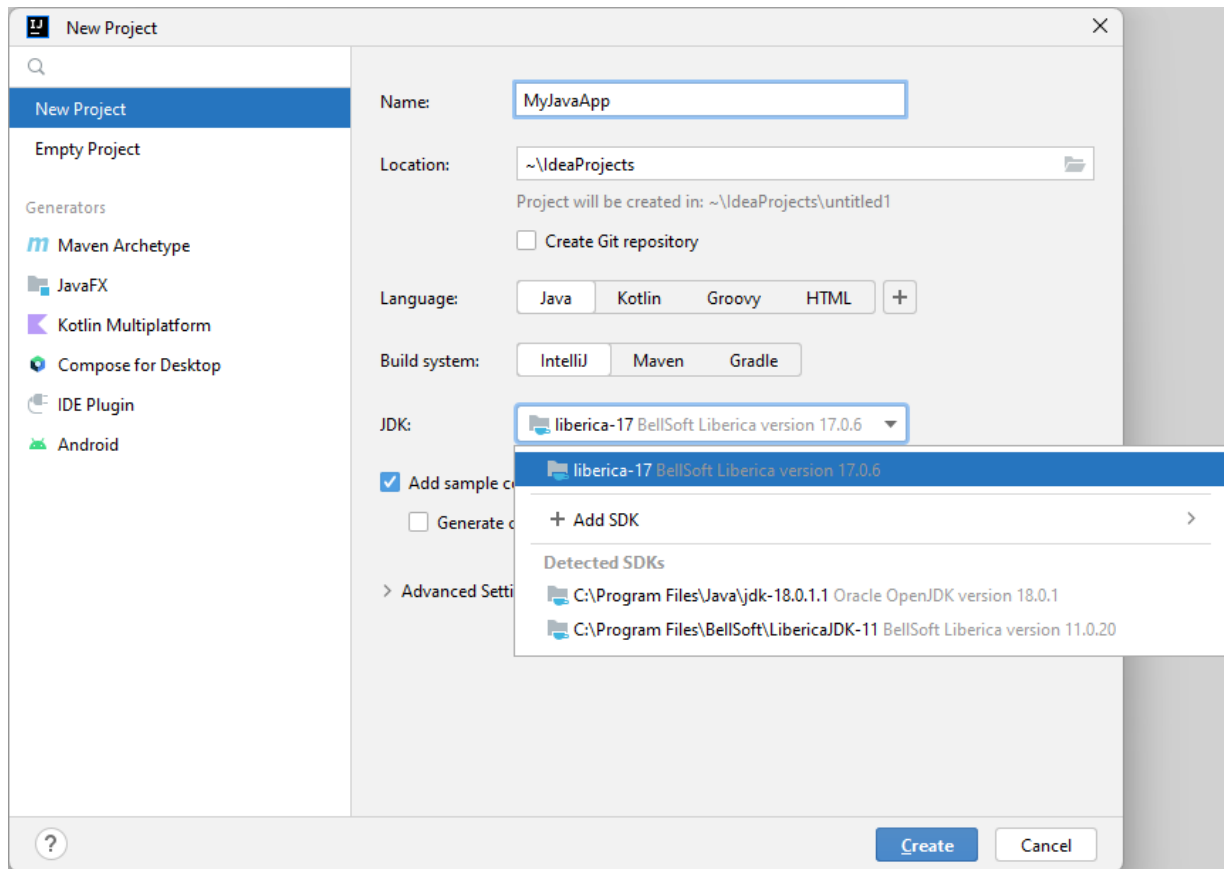 New Project
New Project
Empty Project
Generators
Maven Archetype
JavaFX
Kotlin Multiplatform
Compose for Desktop
IDE Plugin
Android
Name: MyJavaApp
Location: ~\IdeaProjects
Project will be created in: ~\IdeaProjects\untitled1
Create Git repository
Language: Java Kotlin Groovy HTML +
Build system: IntelliJ Maven Gradle
JDK: liberica-17 BellSoft Liberica version 17.0.6
liberica-17 BellSoft Liberica version 17.0.6
Add sample
+ Add SDK
Generate
Detected SDKs
Advanced
C:\Program Files\Java\jdk-18.0.1.1 Oracle OpenJDK version 18.0.1
C:\Program Files\BellSoft\LibericaJDK-11 BellSoft Liberica version 11.0.20
? Create Cancel